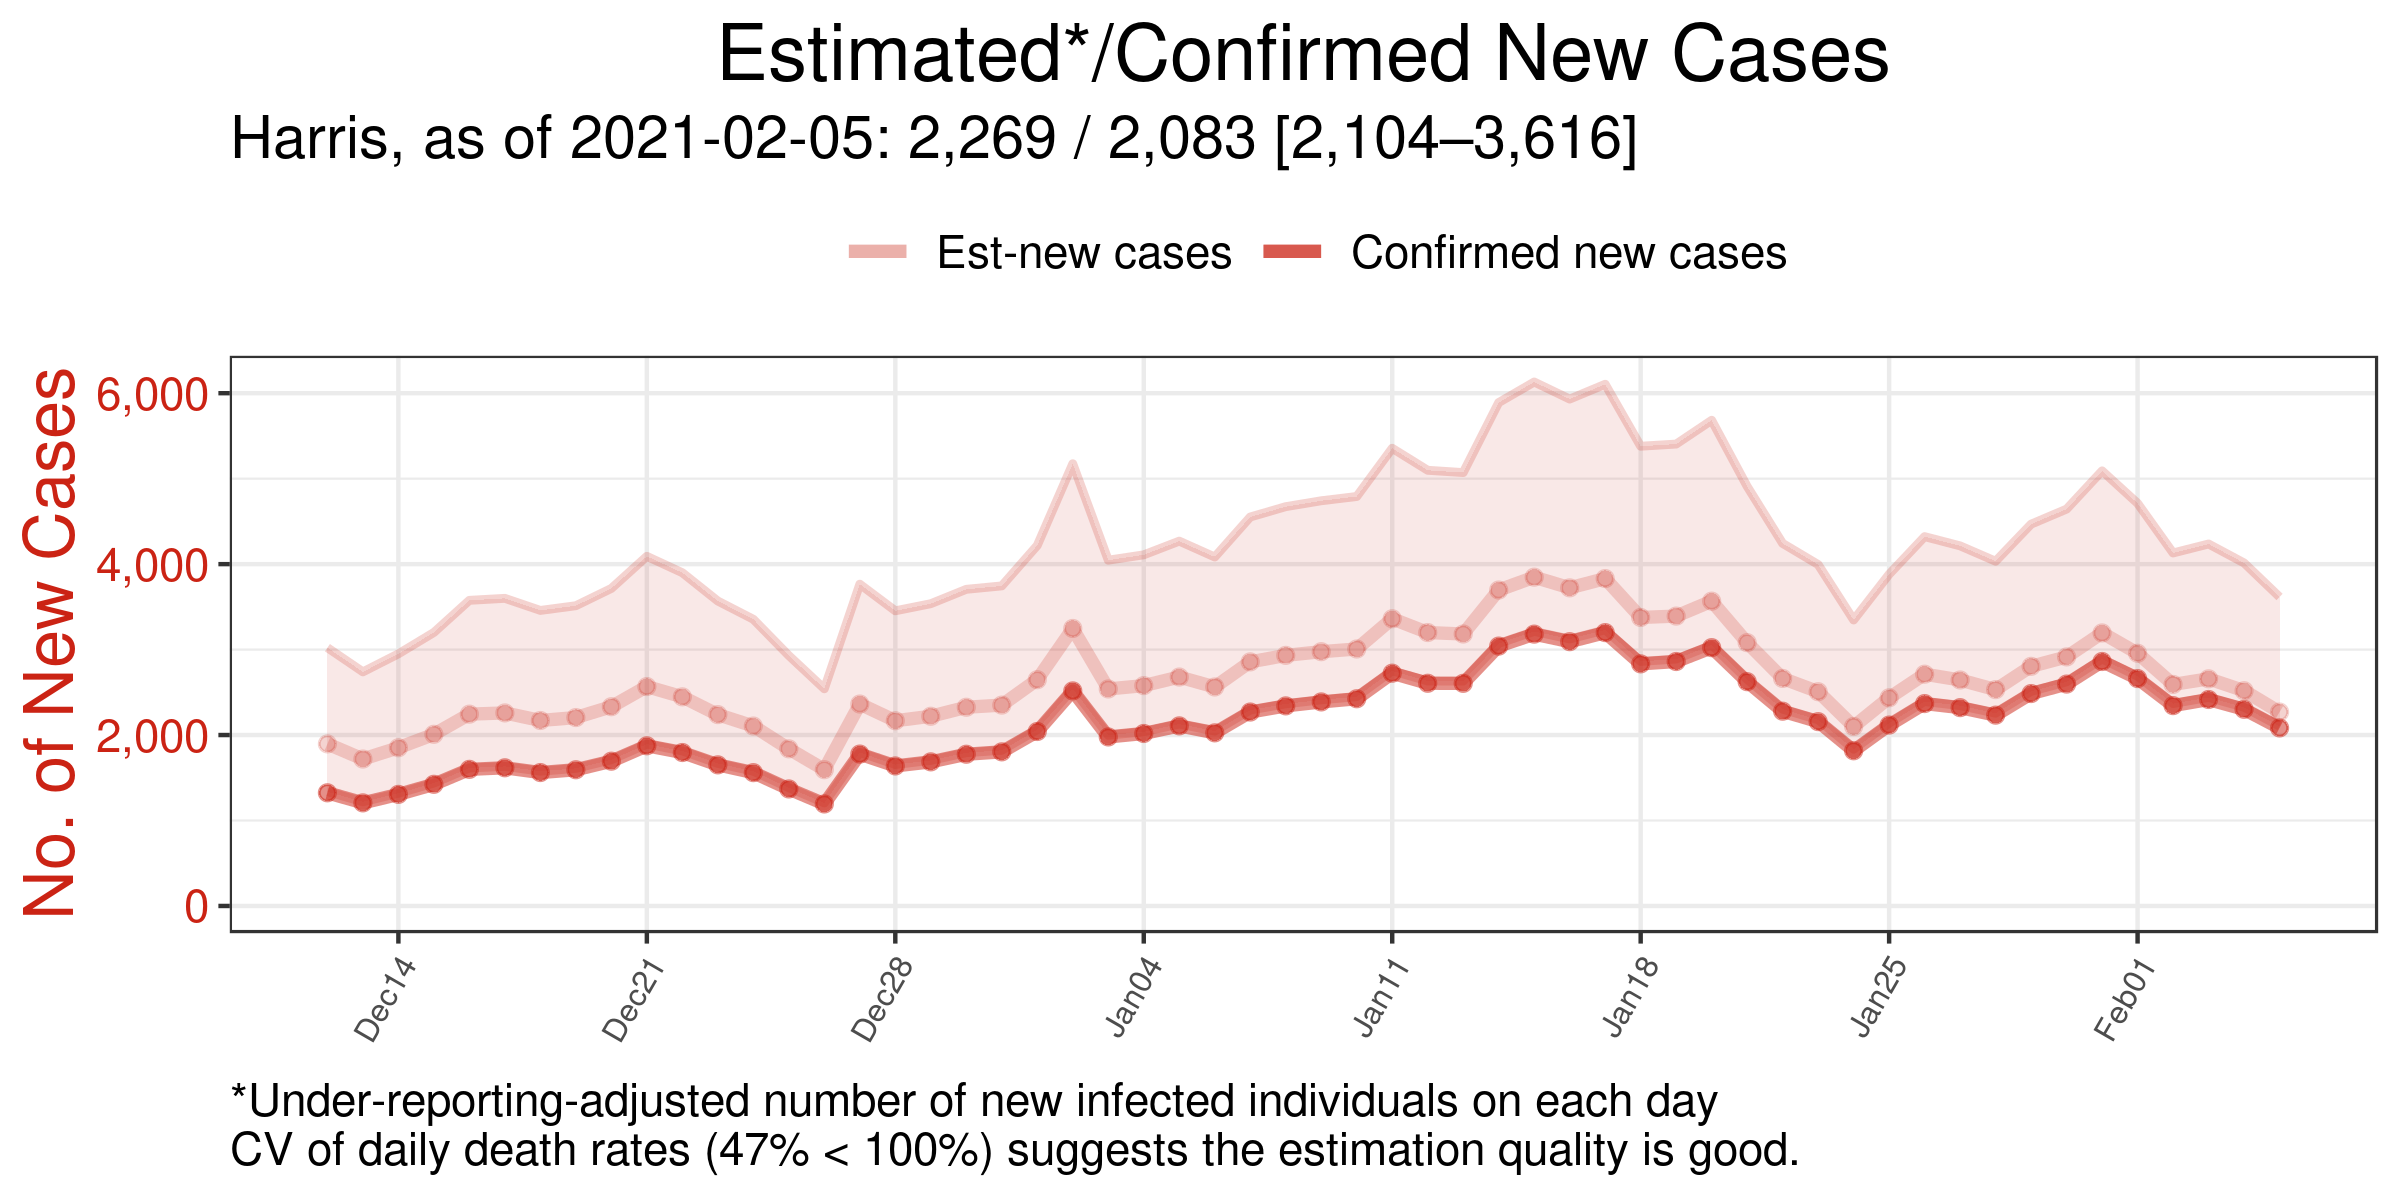 Estimated*/Confirmed New Cases
Harris, as of 2021-02-05: 2,269 / 2,083 [2,104–3,616]
Est-new cases Confirmed new cases
No. of New Cases
6,000
4,000
2,000
0
Dec14 Dec21 Dec28 Jan04 Jan11 Jan18 Jan25 Feb01
*Under-reporting-adjusted number of new infected individuals on each day
CV of daily death rates (47% < 100%) suggests the estimation quality is good.